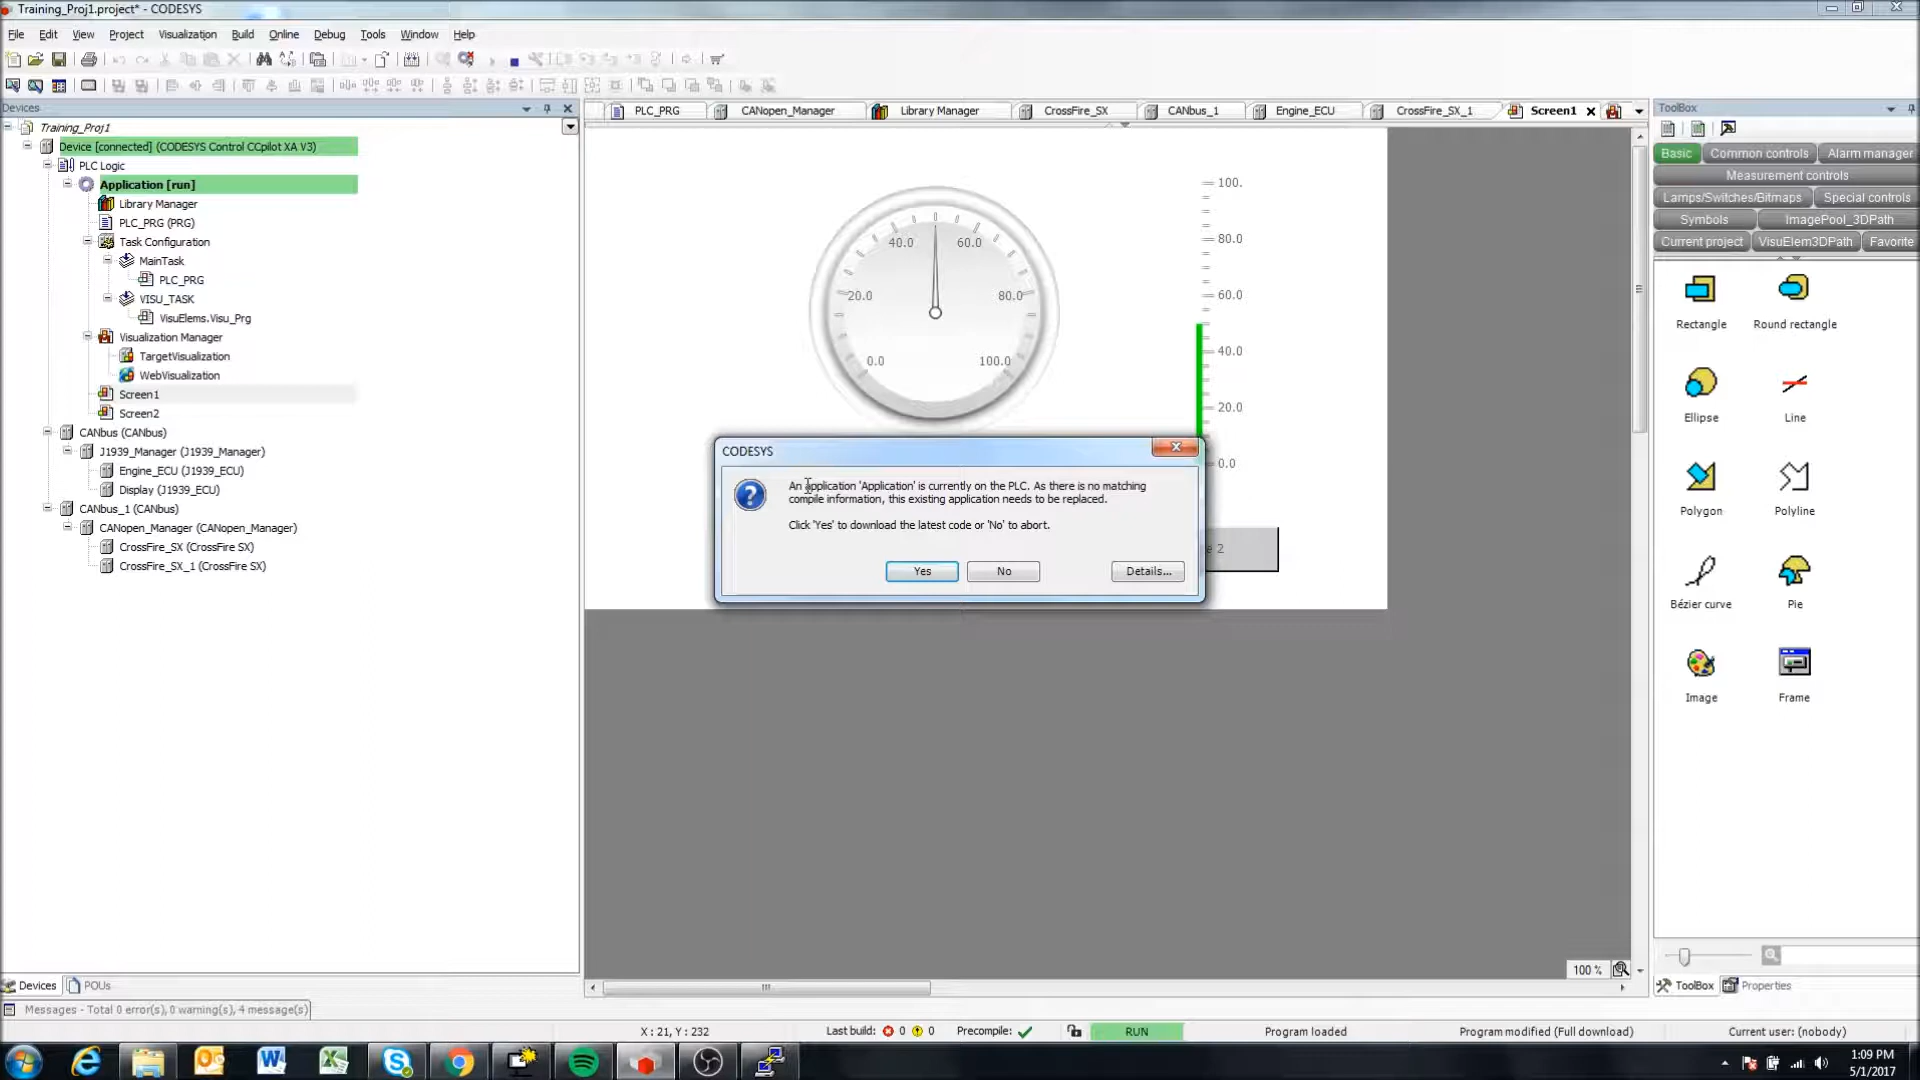 Training_Proj1.project* - CODESYS
File Edit View Project Visualization Build Online Debug Tools Window Help
Devices
Training_Proj1
Device [connected] (CODESYS Control CCpilot XA V3)
PLC Logic
Application [run]
Library Manager
PLC_PRG (PRG)
Task Configuration
MainTask
PLC_PRG
VISU_TASK
VisuElems.Visu_Prg
Visualization Manager
TargetVisualization
WebVisualization
Screen1
Screen2
CANbus (CANbus)
J1939_Manager (J1939_Manager)
Engine_ECU (J1939_ECU)
Display (J1939_ECU)
CANbus_1 (CANbus)
CANopen_Manager (CANopen_Manager)
CrossFire_SX (CrossFire SX)
CrossFire_SX_1 (CrossFire SX)
Devices POUs
PLC_PRG CANopen_Manager Library Manager CrossFire_SX CANbus_1 Engine_ECU CrossFire_SX_1 Screen1
0.0
20.0
40.0
60.0
80.0
100.0
100.
80.0
60.0
40.0
20.0
0.0
e 2
CODESYS
An application 'Application' is currently on the PLC. As there is no matching
compile information, this existing application needs to be replaced.
Click 'Yes' to download the latest code or 'No' to abort.
Yes No Details...
100 %
ToolBox
Basic Common controls Alarm manager
Measurement controls
Lamps/Switches/Bitmaps Special controls
Symbols ImagePool_3DPath
Current project VisuElem3DPath Favorite
Rectangle Round rectangle
Ellipse Line
Polygon Polyline
Bézier curve Pie
Image Frame
ToolBox Properties
Messages - Total 0 error(s), 0 warning(s), 4 message(s)
X : 21, Y : 232 Last build: 0 0 Precompile: RUN Program loaded Program modified (Full download) Current user: (nobody)
1:09 PM
5/1/2017